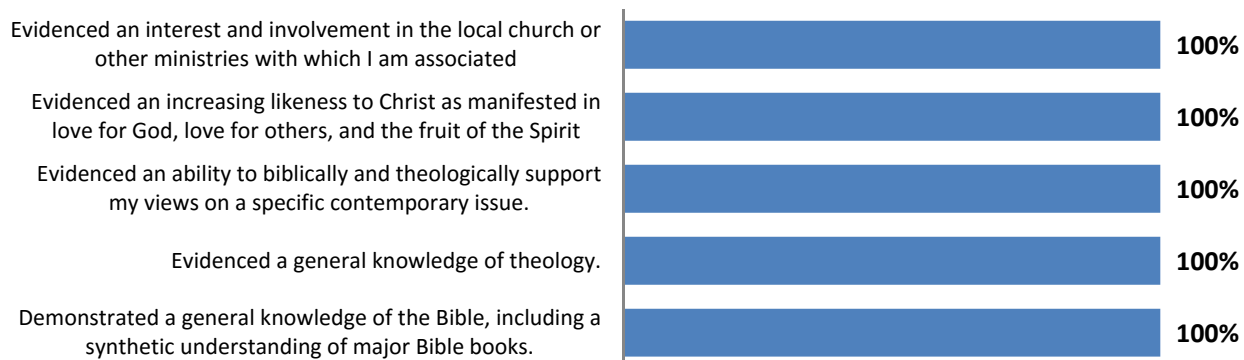 Evidenced an interest and involvement in the local church or
other ministries with which I am associated
100%
Evidenced an increasing likeness to Christ as manifested in
love for God, love for others, and the fruit of the Spirit
100%
Evidenced an ability to biblically and theologically support
my views on a specific contemporary issue.
100%
Evidenced a general knowledge of theology.
100%
Demonstrated a general knowledge of the Bible, including a
synthetic understanding of major Bible books.
100%